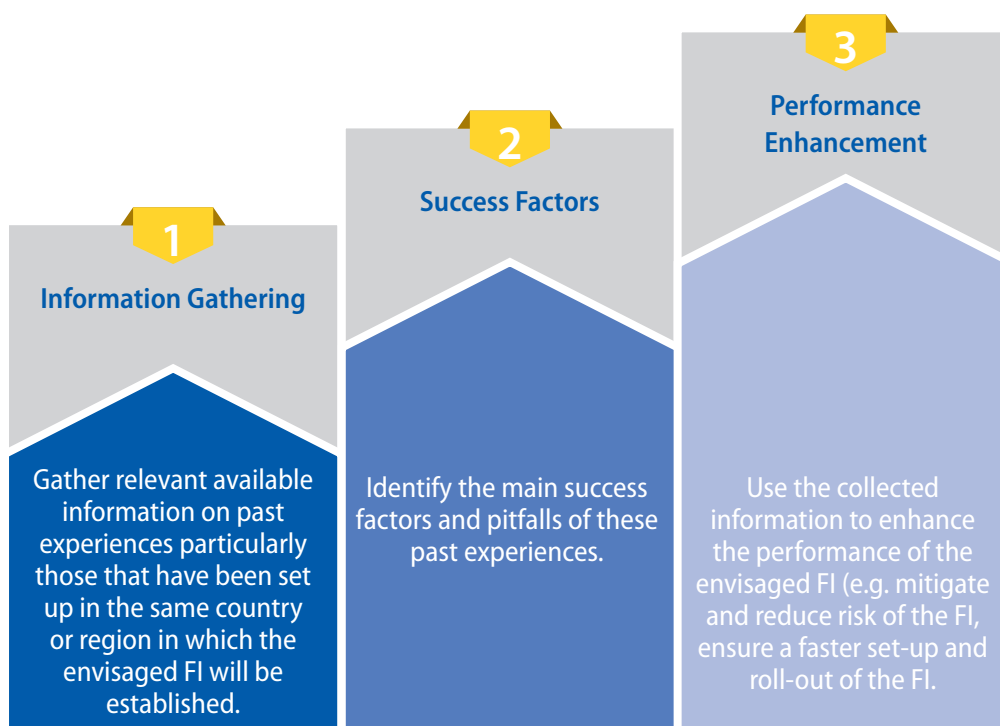 1
Information Gathering
Gather relevant available
information on past
experiences particularly
those that have been set
up in the same country
or region in which the
envisaged FI will be
established.
2
Success Factors
Identify the main success
factors and pitfalls of these
past experiences.
3
Performance
Enhancement
Use the collected
information to enhance
the performance of the
envisaged FI (e.g. mitigate
and reduce risk of the FI,
ensure a faster set-up and
roll-out of the FI.